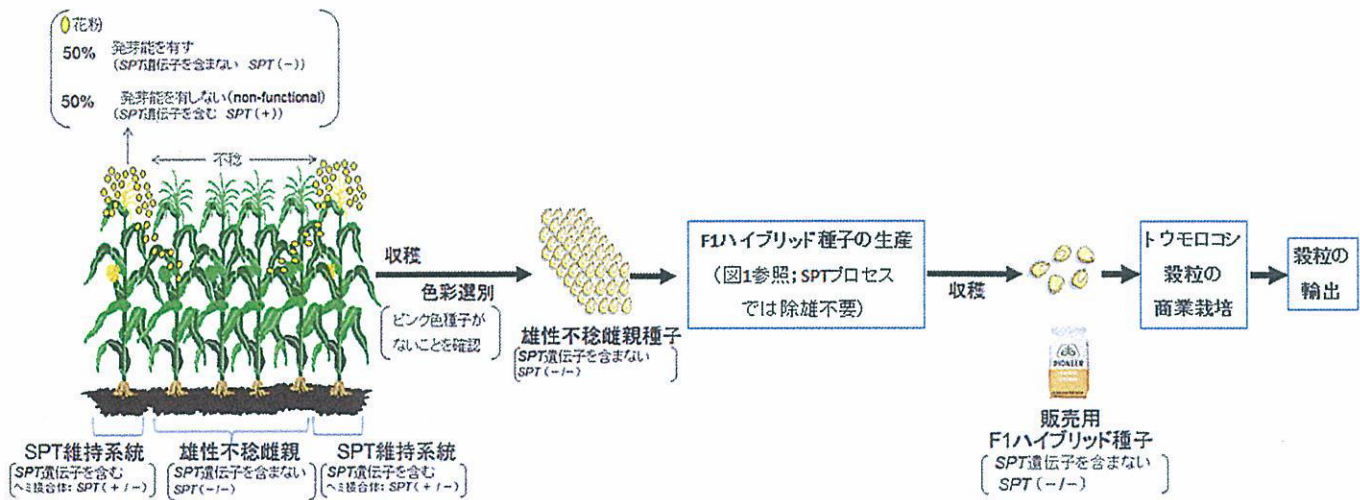 花粉
50% 発芽能を有す
(SPT遺伝子を含まない SPT(-))
50% 発芽能を有しない(non-functional)
(SPT遺伝子を含む SPT(+))
不稔
収穫
色彩選別
ピンク色種子が
ないことを確認
雄性不稔雌親種子
SPT遺伝子を含まない
SPT(-/-)
F1ハイブリッド種子の生産
(図1参照;SPTプロセス
では除雄不要)
収穫
PIONEER
販売用
F1ハイブリッド種子
SPT遺伝子を含まない
SPT(-/-)
トウモロコシ
穀粒の
商業栽培
穀粒の
輸出
SPT維持系統
SPT遺伝子を含む
ヘミ接合体:SPT(+/-)
雄性不稔雌親
SPT遺伝子を含まない
SPT(-/-)
SPT維持系統
SPT遺伝子を含む
ヘミ接合体:SPT(+/-)